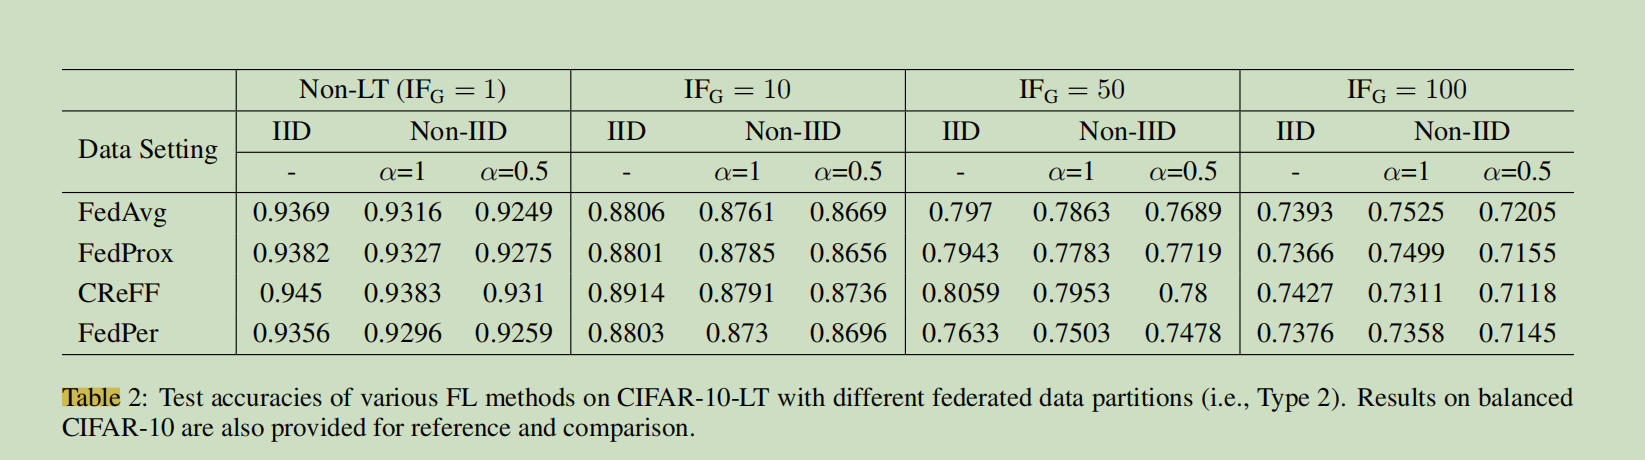 Non-LT (IF_G = 1) IF_G = 10 IF_G = 50 IF_G = 100
Data Setting IID Non-IID IID Non-IID IID Non-IID IID Non-IID
- α=1 α=0.5 - α=1 α=0.5 - α=1 α=0.5 - α=1 α=0.5
FedAvg 0.9369 0.9316 0.9249 0.8806 0.8761 0.8669 0.797 0.7863 0.7689 0.7393 0.7525 0.7205
FedProx 0.9382 0.9327 0.9275 0.8801 0.8785 0.8656 0.7943 0.7783 0.7719 0.7366 0.7499 0.7155
CReFF 0.945 0.9383 0.931 0.8914 0.8791 0.8736 0.8059 0.7953 0.78 0.7427 0.7311 0.7118
FedPer 0.9356 0.9296 0.9259 0.8803 0.873 0.8696 0.7633 0.7503 0.7478 0.7376 0.7358 0.7145
Table 2: Test accuracies of various FL methods on CIFAR-10-LT with different federated data partitions (i.e., Type 2). Results on balanced
CIFAR-10 are also provided for reference and comparison.